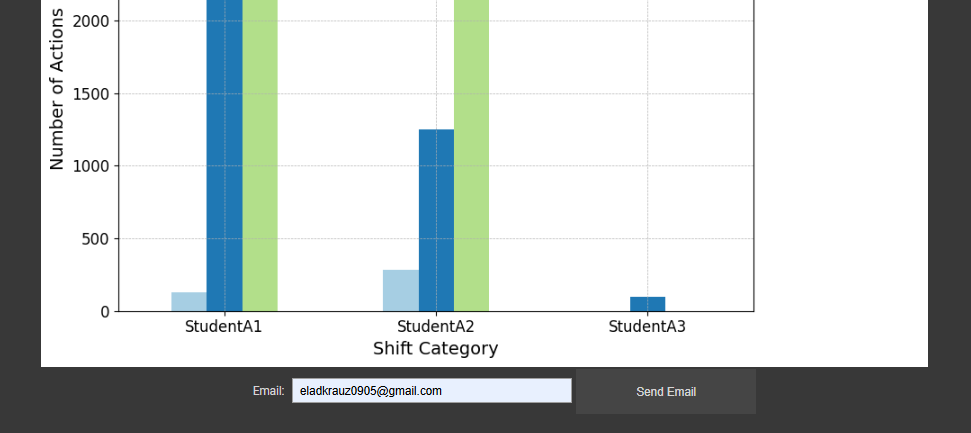 Number of Actions
2000
1500
1000
500
0
StudentA1 StudentA2 StudentA3
Shift Category
Email: eladkrauz0905@gmail.com Send Email